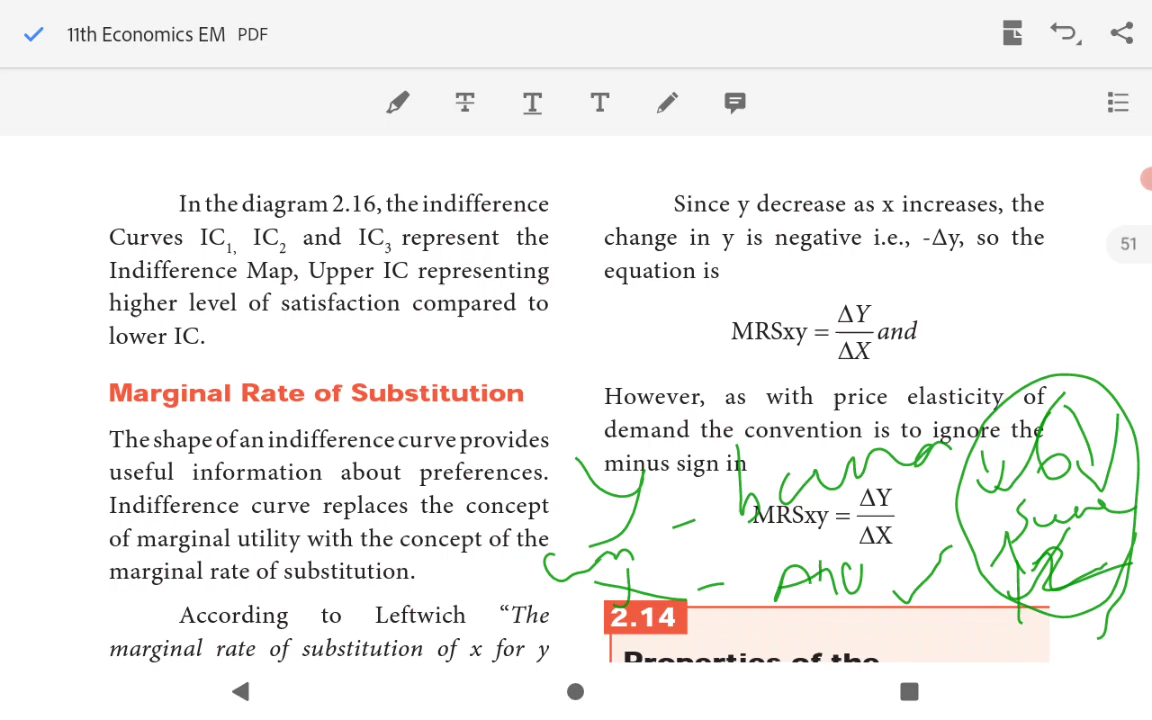 11th Economics EM PDF
51
In the diagram 2.16, the indifference
Curves IC1, IC2 and IC3 represent the
Indifference Map, Upper IC representing
higher level of satisfaction compared to
lower IC.
Marginal Rate of Substitution
The shape of an indifference curve provides
useful information about preferences.
Indifference curve replaces the concept
of marginal utility with the concept of the
marginal rate of substitution.
According to Leftwich “The
marginal rate of substitution of x for y
Since y decrease as x increases, the
change in y is negative i.e., -Δy, so the
equation is
MRSxy = ΔY/ΔX and
However, as with price elasticity of
demand the convention is to ignore the
minus sign in
MRSxy = ΔY/ΔX
2.14
Properties of the